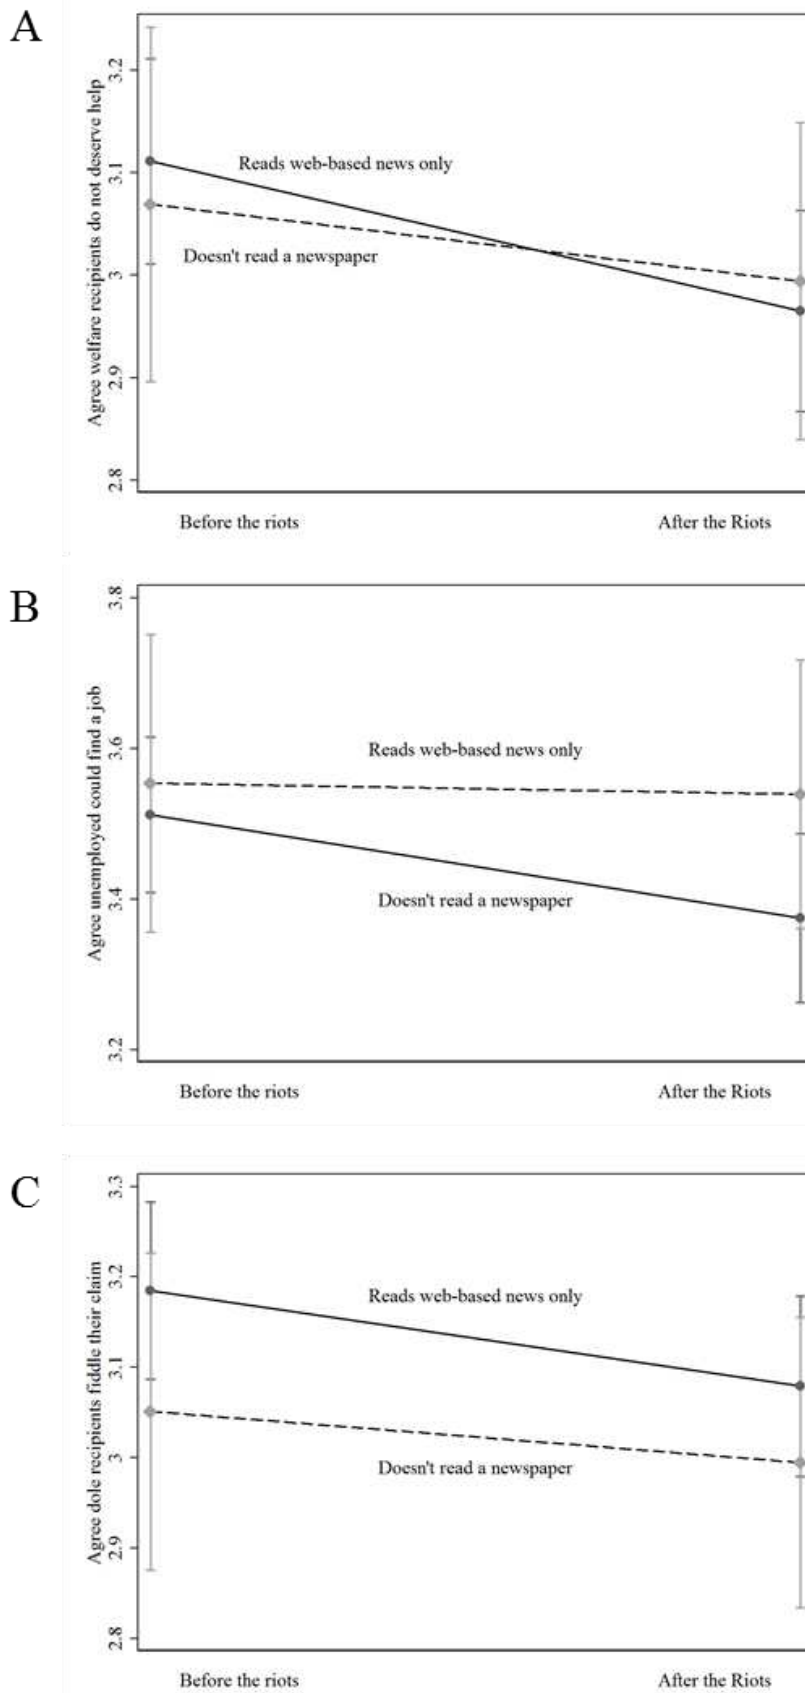 A
Agree welfare recipients do not deserve help
3.2
3.1
3
2.9
2.8
Reads web-based news only
Doesn't read a newspaper
Before the riots
After the Riots
B
Agree unemployed could find a job
3.8
3.6
3.4
3.2
Reads web-based news only
Doesn't read a newspaper
Before the riots
After the Riots
C
Agree dole recipients fiddle their claim
3.3
3.2
3.1
3
2.9
2.8
Reads web-based news only
Doesn't read a newspaper
Before the riots
After the Riots